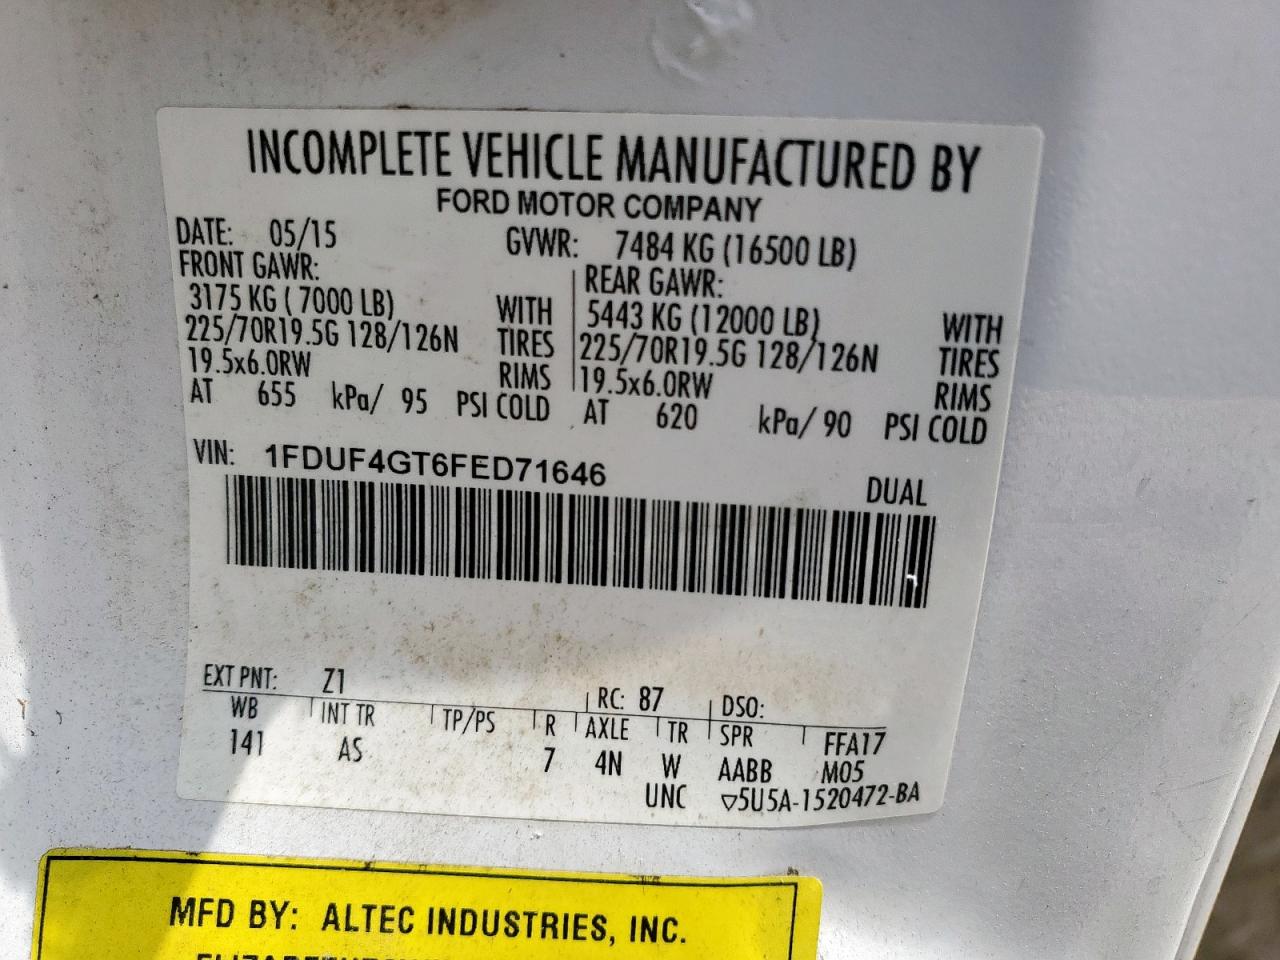 INCOMPLETE VEHICLE MANUFACTURED BY
FORD MOTOR COMPANY
DATE: 05/15 GVWR: 7484 KG (16500 LB)
FRONT GAWR: REAR GAWR:
3175 KG ( 7000 LB) WITH 5443 KG (12000 LB) WITH
225/70R19.5G 128/126N TIRES 225/70R19.5G 128/126N TIRES
19.5x6.0RW RIMS 19.5x6.0RW RIMS
AT 655 kPa/ 95 PSI COLD AT 620 kPa/ 90 PSI COLD
VIN: 1FDUF4GT6FED71646
DUAL
EXT PNT: Z1 RC: 87 DSO:
WB INT TR TP/PS R AXLE TR SPR FFA17
141 AS 7 4N W AABB M05
UNC ▽5U5A-1520472-BA
MFD BY: ALTEC INDUSTRIES, INC.